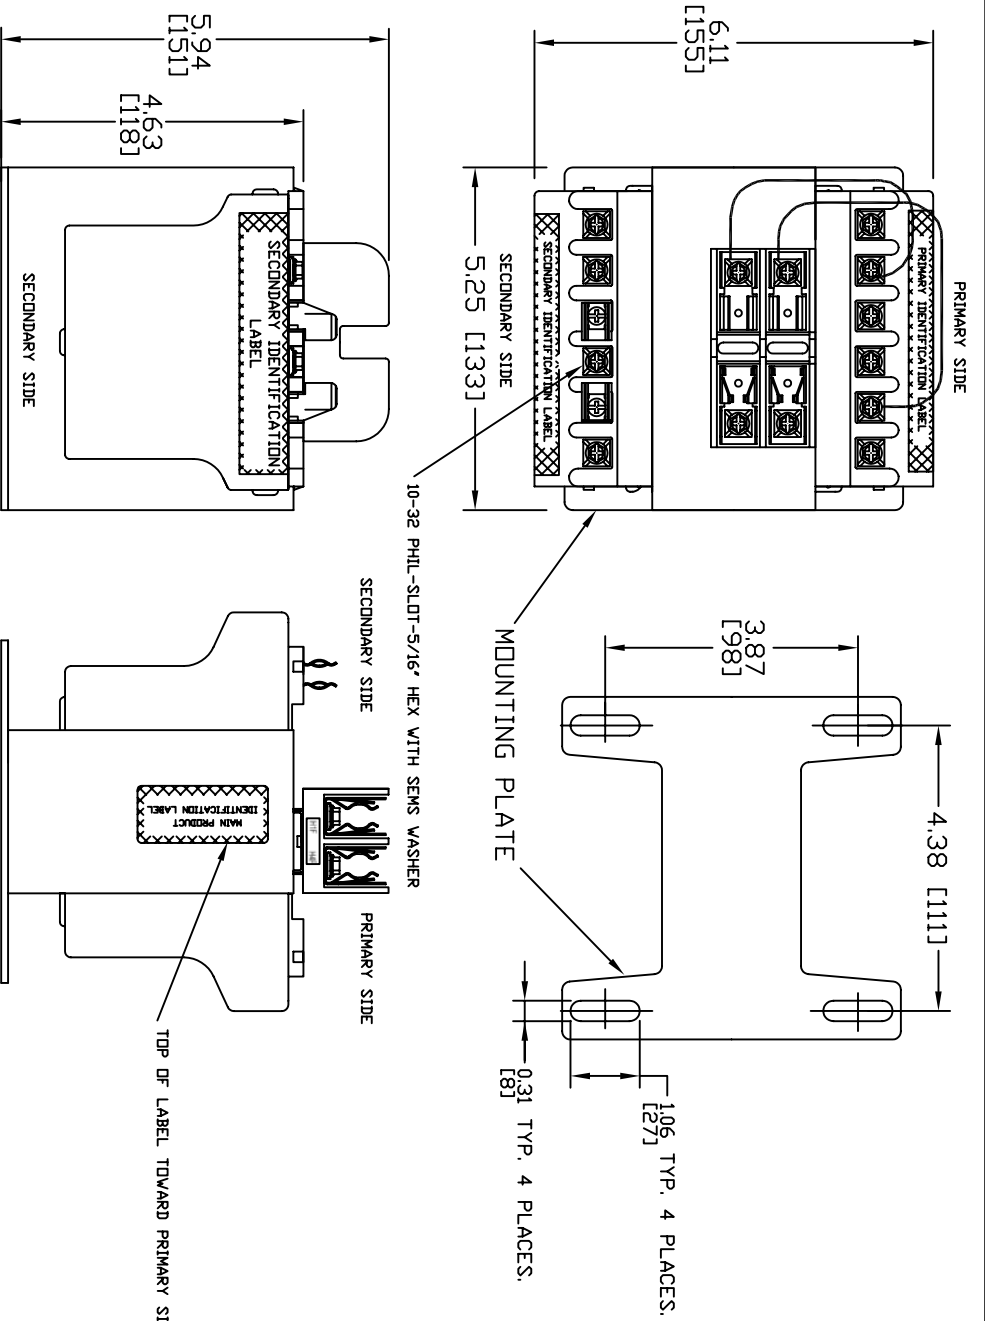 6.11
[155]
PRIMARY SIDE
PRIMARY IDENTIFICATION LABEL
SECONDARY IDENTIFICATION LABEL
SECONDARY SIDE
5.25 [133]
10-32 PHIL-SLOT-5/16" HEX WITH SEMS WASHER
MOUNTING PLATE
3.87
[98]
4.38 [111]
1.06 TYP. 4 PLACES.
[27]
0.31 TYP. 4 PLACES.
[8]
5.94
[151]
4.63
[118]
SECONDARY IDENTIFICATION
LABEL
SECONDARY SIDE
SECONDARY SIDE
PRIMARY SIDE
MAIN PRODUCT
IDENTIFICATION LABEL
TOP OF LABEL TOWARD PRIMARY SI